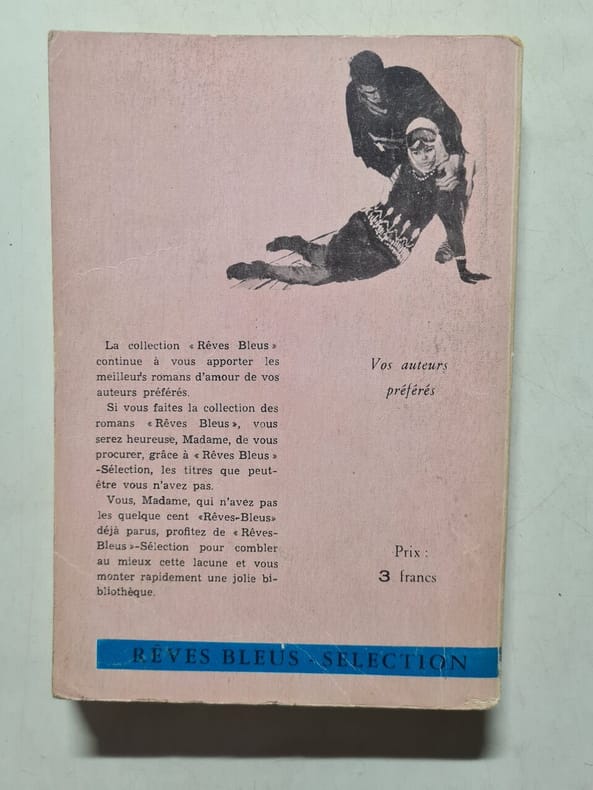 La collection « Rêves Bleus »
continue à vous apporter les
meilleurs romans d'amour de vos
auteurs préférés.
Si vous faites la collection des
romans « Rêves Bleus », vous
serez heureuse, Madame, de vous
procurer, grâce à « Rêves Bleus »
-Sélection, les titres que peut-
être vous n'avez pas.
Vous, Madame, qui n'avez pas
les quelque cent «Rêves-Bleus»
déjà parus, profitez de « Rêves-
Bleus »-Sélection pour combler
au mieux cette lacune et vous
monter rapidement une jolie bi-
bliothèque.
Vos auteurs
préférés
Prix :
3 francs
RÊVES BLEUS - SELECTION